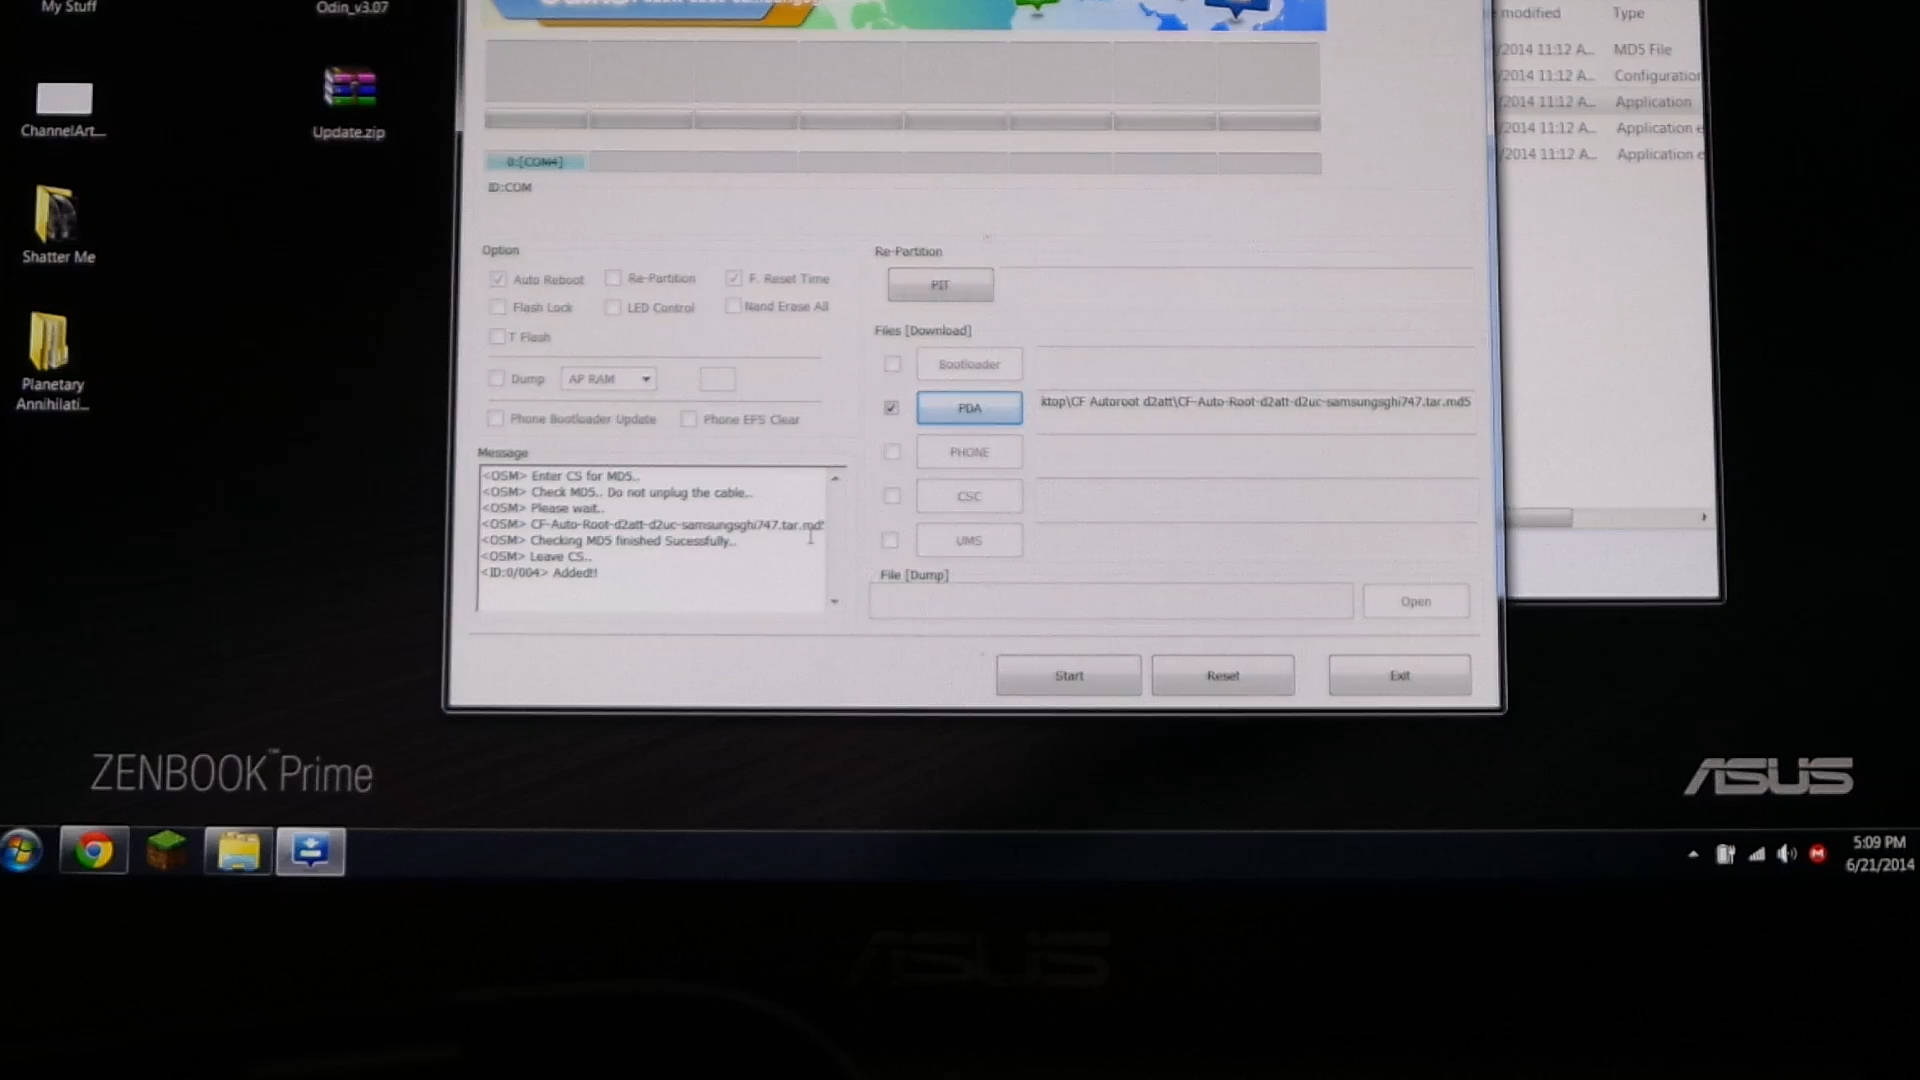 My Stuff
Odin_v3.07
ChannelArt...
Update.zip
Shatter Me
Planetary
Annihilati...
modified
Type
/2014 11:12 A...
MD5 File
/2014 11:12 A...
Configuration
/2014 11:12 A...
Application
/2014 11:12 A...
Application e
/2014 11:12 A...
Application e
0:[COM4]
ID:COM
Option
Auto Reboot
Re-Partition
F. Reset Time
Flash Lock
LED Control
Nand Erase All
T Flash
Dump
AP RAM
Phone Bootloader Update
Phone EFS Clear
Message
<OSM> Enter CS for MD5..
<OSM> Check MD5.. Do not unplug the cable..
<OSM> Please wait..
<OSM> CF-Auto-Root-d2att-d2uc-samsungsghi747.tar.md5
<OSM> Checking MD5 finished Sucessfully..
<OSM> Leave CS..
<ID:0/004> Added!!
Re-Partition
PIT
Files [Download]
Bootloader
PDA
ktop\CF Autoroot d2att\CF-Auto-Root-d2att-d2uc-samsungsghi747.tar.md5
PHONE
CSC
UMS
File [Dump]
Open
Start
Reset
Exit
ZENBOOK™ Prime
ASUS
5:09 PM
6/21/2014
ASUS